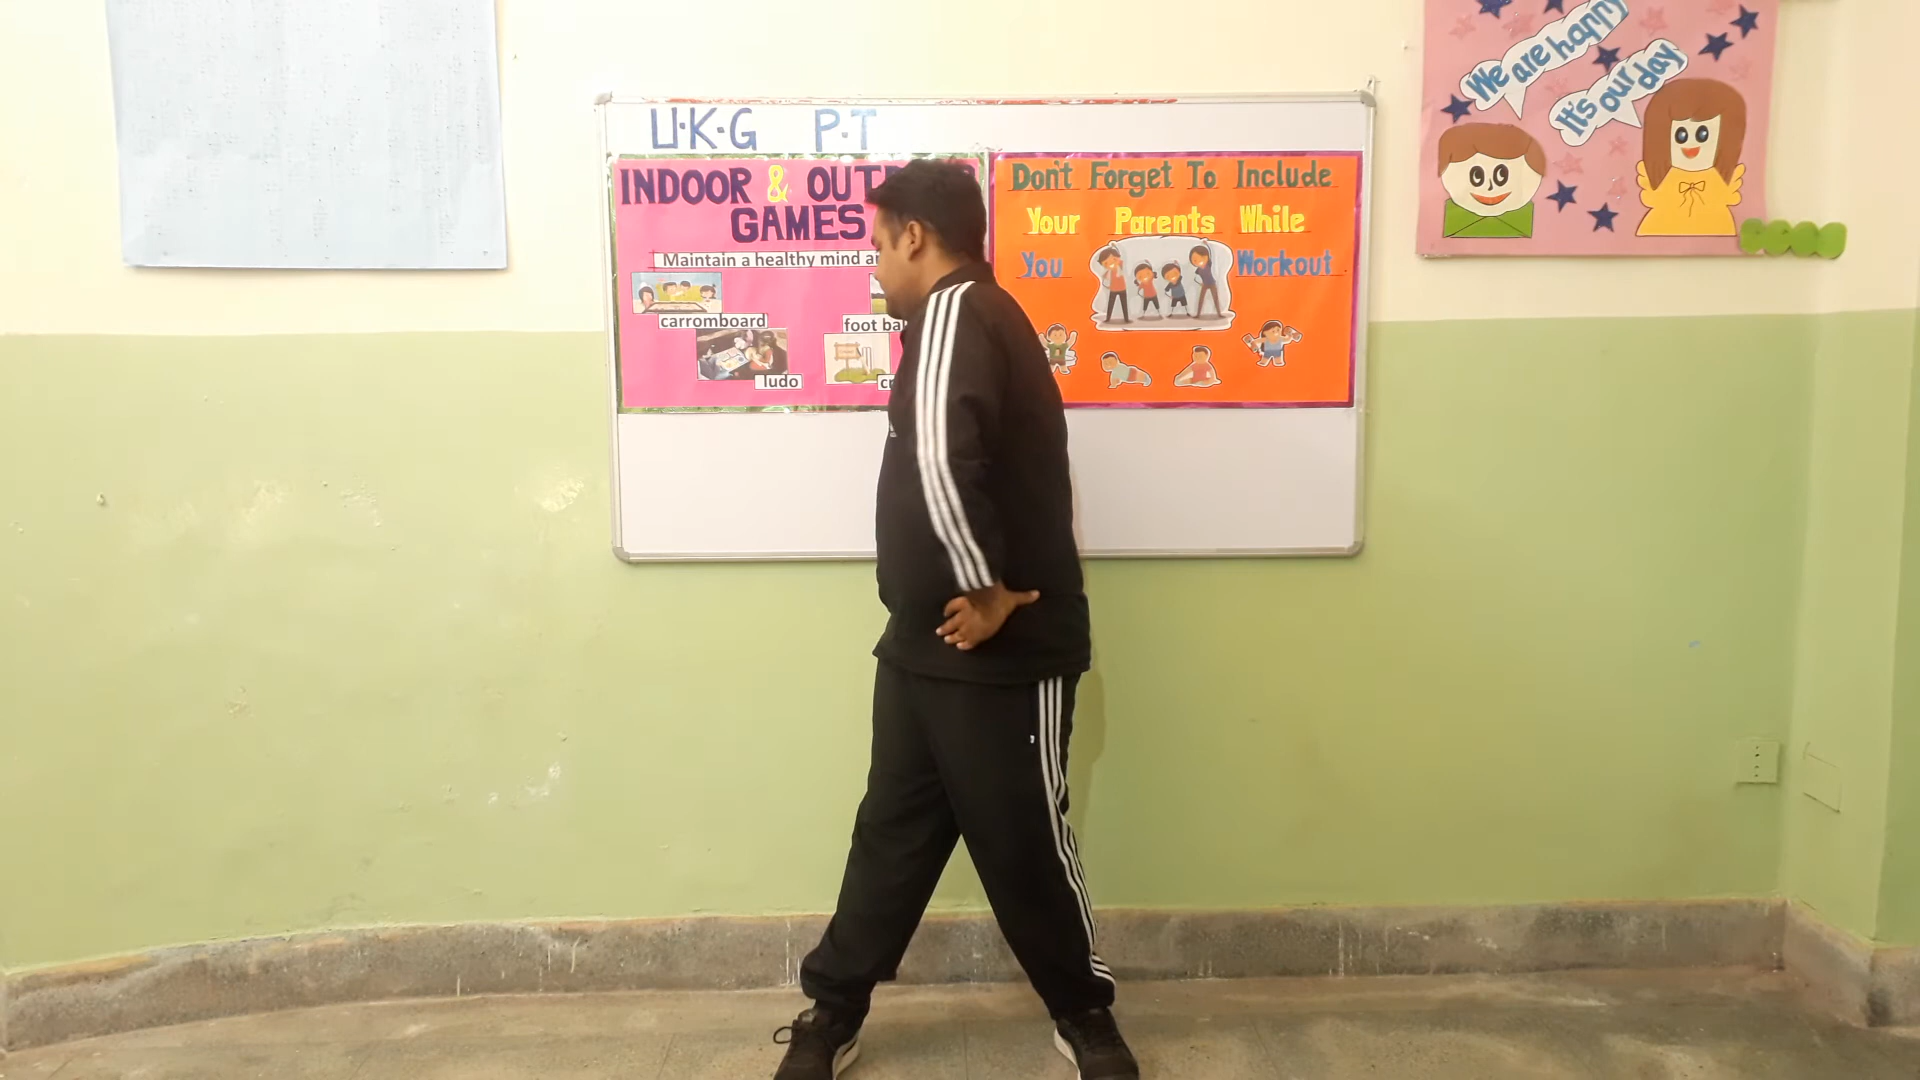 U.K.G P.T
INDOOR & OUT
GAMES
Maintain a healthy mind
carromboard
foot
ludo
Don't Forget To Include
Your Parents While
You Workout
We are happy
It's our day